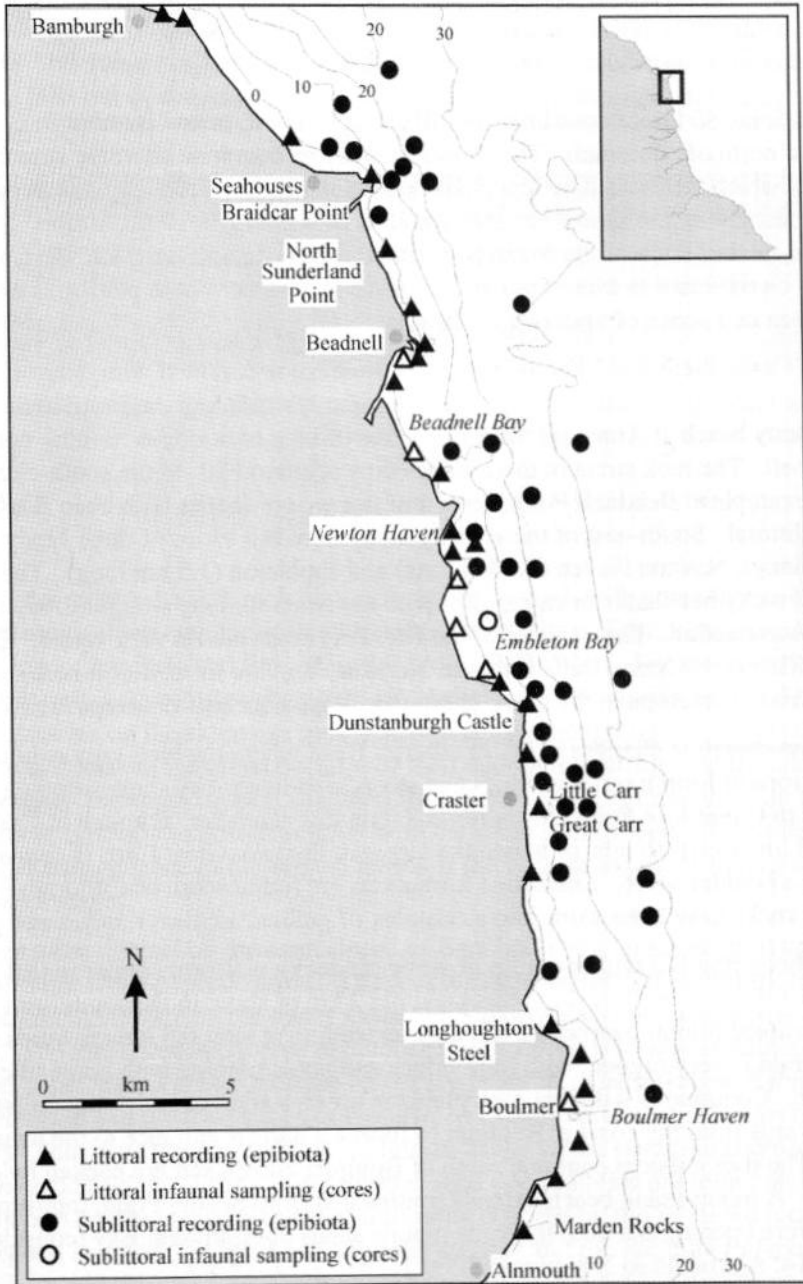 Bamburgh
20
30
0
10
20
Seahouses
Braidcar Point
North
Sunderland
Point
Beadnell
Beadnell Bay
Newton Haven
Embleton Bay
Dunstanburgh Castle
Little Carr
Craster
Great Carr
N
Longhoughton
Steel
0 km 5
Boulmer
Boulmer Haven
Littoral recording (epibiota)
Littoral infaunal sampling (cores)
Sublittoral recording (epibiota)
Sublittoral infaunal sampling (cores)
Marden Rocks
Alnmouth
10
20
30